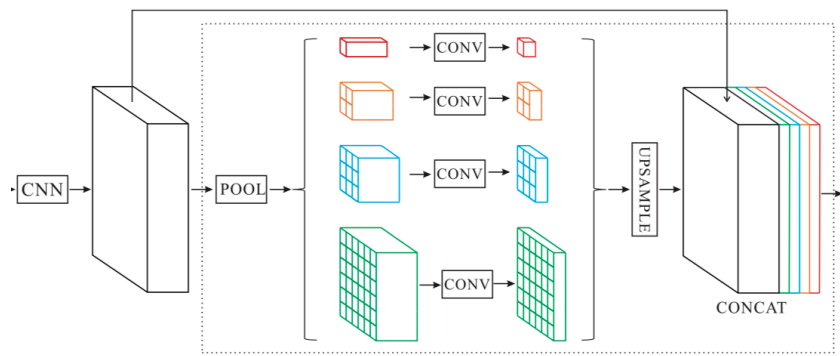 CNN
POOL
CONV
CONV
CONV
CONV
UPSAMPLE
CONCAT